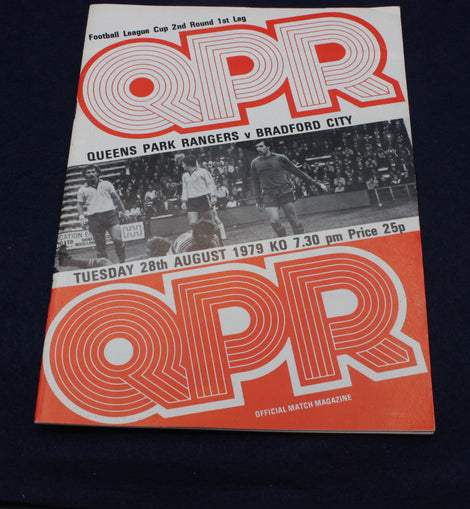 Football League Cup 2nd Round 1st Leg
QPR
QUEENS PARK RANGERS v BRADFORD CITY
TUESDAY 28th AUGUST 1979 KO 7.30 pm Price 25p
QPR
OFFICIAL MATCH MAGAZINE